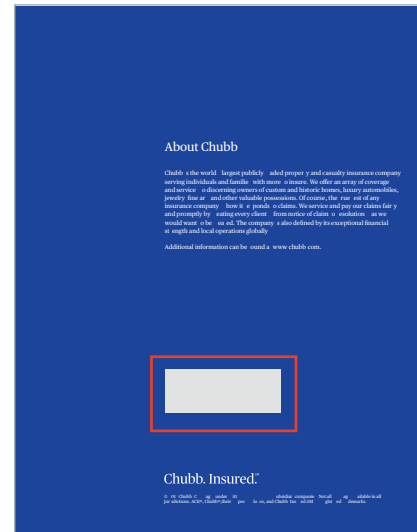 About Chubb
Chubb s the world largest publicly aded proper y and casualty insurance company
serving individuals and familie with more o insure. We offer an array of coverage
and service o discerning owners of custom and historic homes, luxury automobiles,
jewelry fine ar and other valuable possessions. Of course, the rue est of any
insurance company how it e ponds o claims. We service and pay our claims fair y
and promptly by eating every client from notice of claim o esolution as we
would want o be ea ed. The company s also defined by its exceptional financial
st ength and local operations globally
Additional information can be ound a www chubb com.
Chubb. Insured.